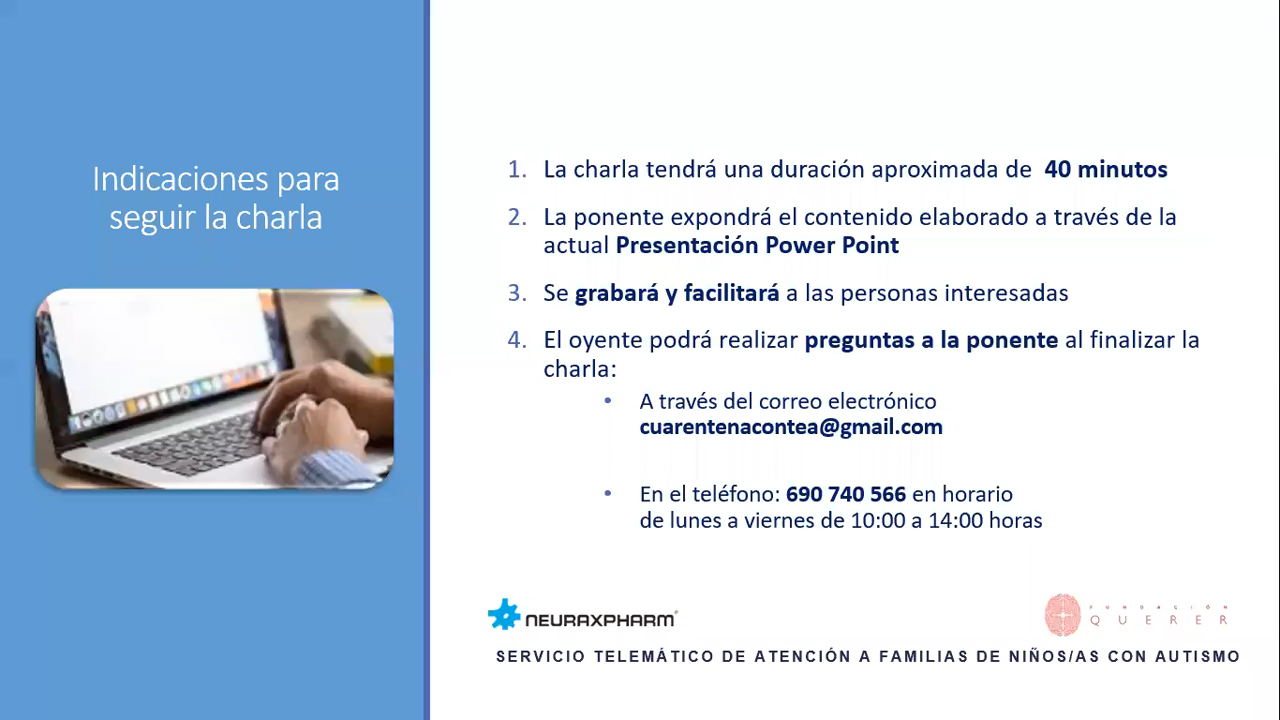 Indicaciones para
seguir la charla
1. La charla tendrá una duración aproximada de 40 minutos
2. La ponente expondrá el contenido elaborado a través de la
actual Presentación Power Point
3. Se grabará y facilitará a las personas interesadas
4. El oyente podrá realizar preguntas a la ponente al finalizar la
charla:
• A través del correo electrónico
cuarentenacontea@gmail.com
• En el teléfono: 690 740 566 en horario
de lunes a viernes de 10:00 a 14:00 horas
NEURAXPHARM®
FUNDACIÓN
QUERER
SERVICIO TELEMÁTICO DE ATENCIÓN A FAMILIAS DE NIÑOS/AS CON AUTISMO